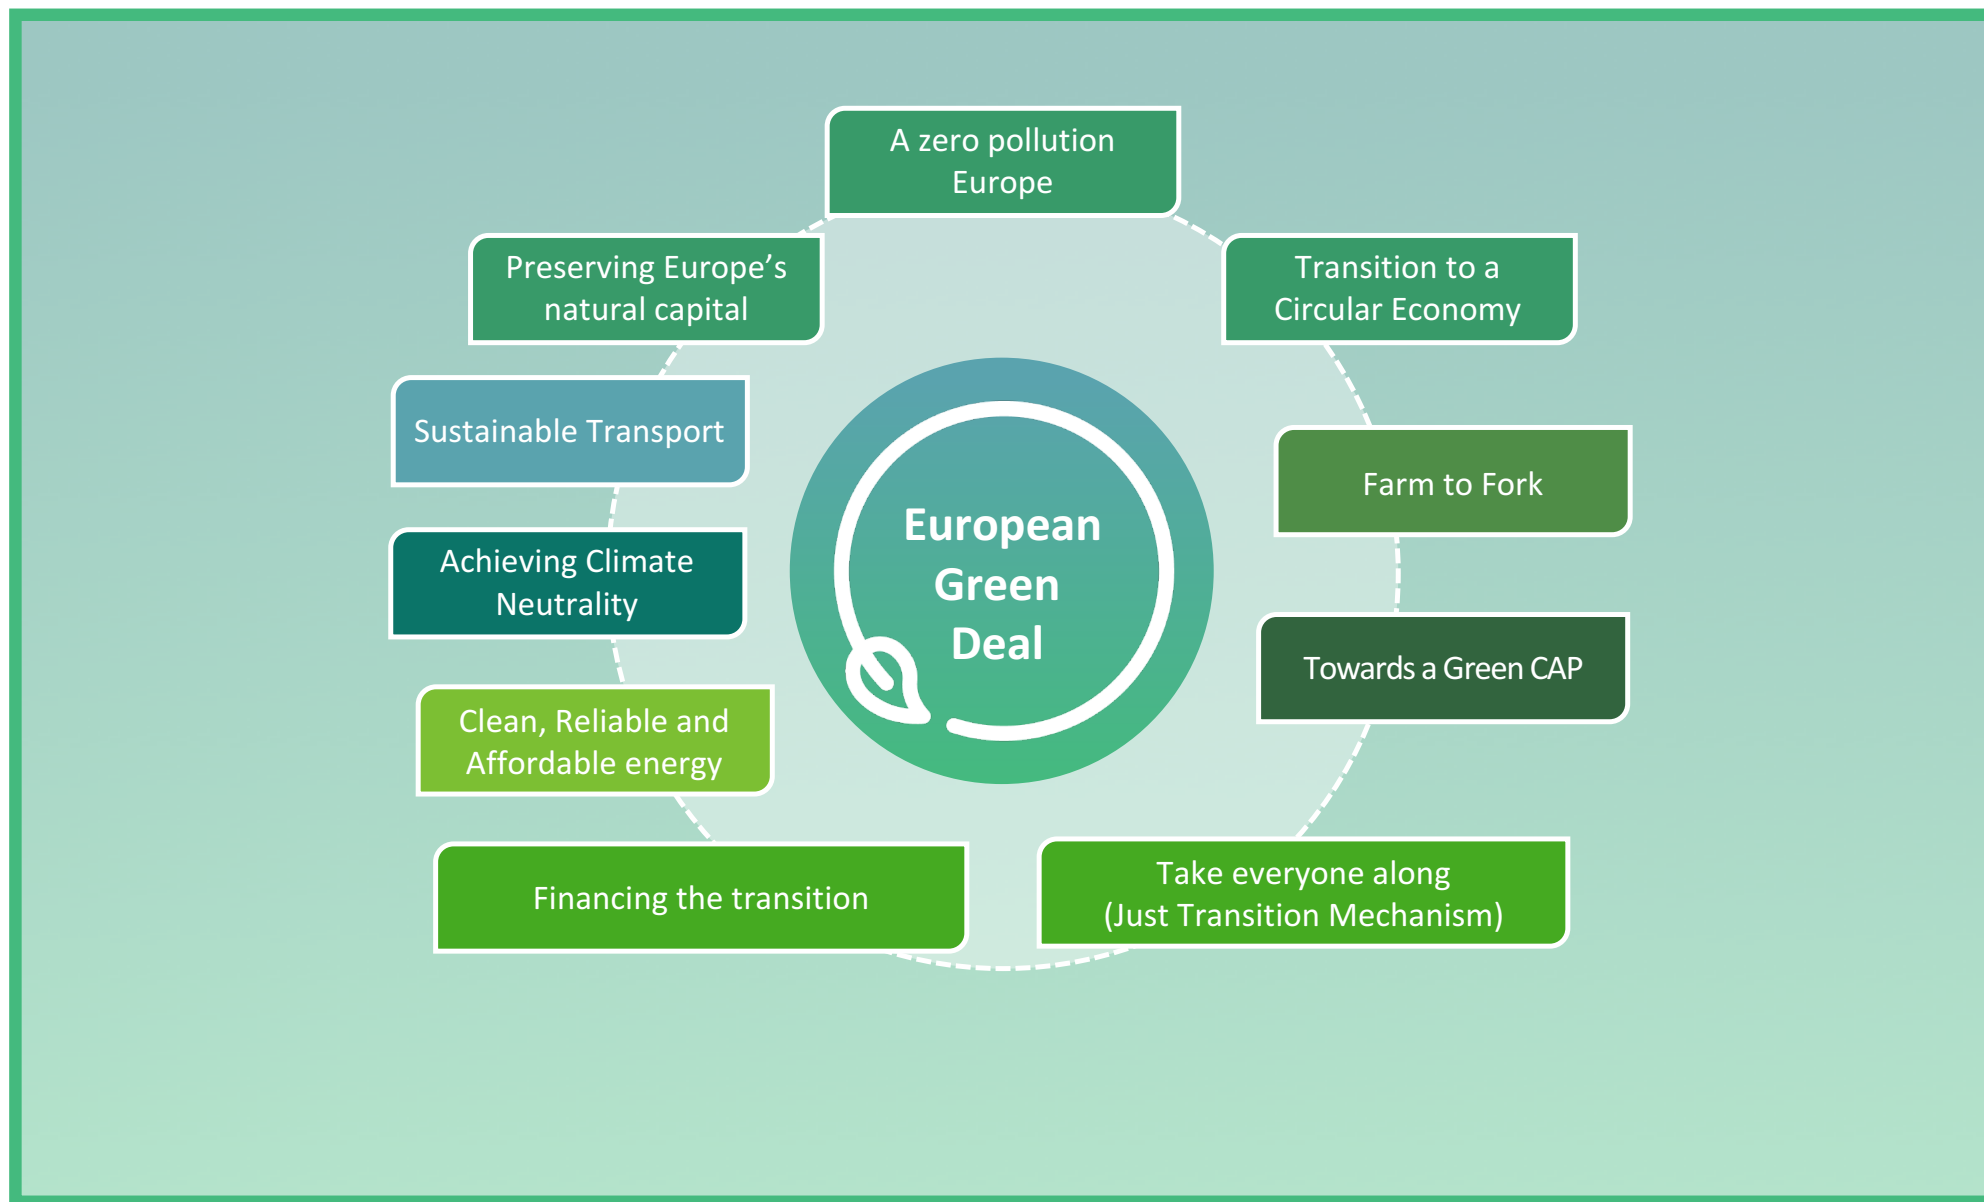 A zero pollution
Europe
Preserving Europe’s
natural capital
Transition to a
Circular Economy
Sustainable Transport
Farm to Fork
European
Green
Deal
Achieving Climate
Neutrality
Towards a Green CAP
Clean, Reliable and
Affordable energy
Financing the transition
Take everyone along
(Just Transition Mechanism)